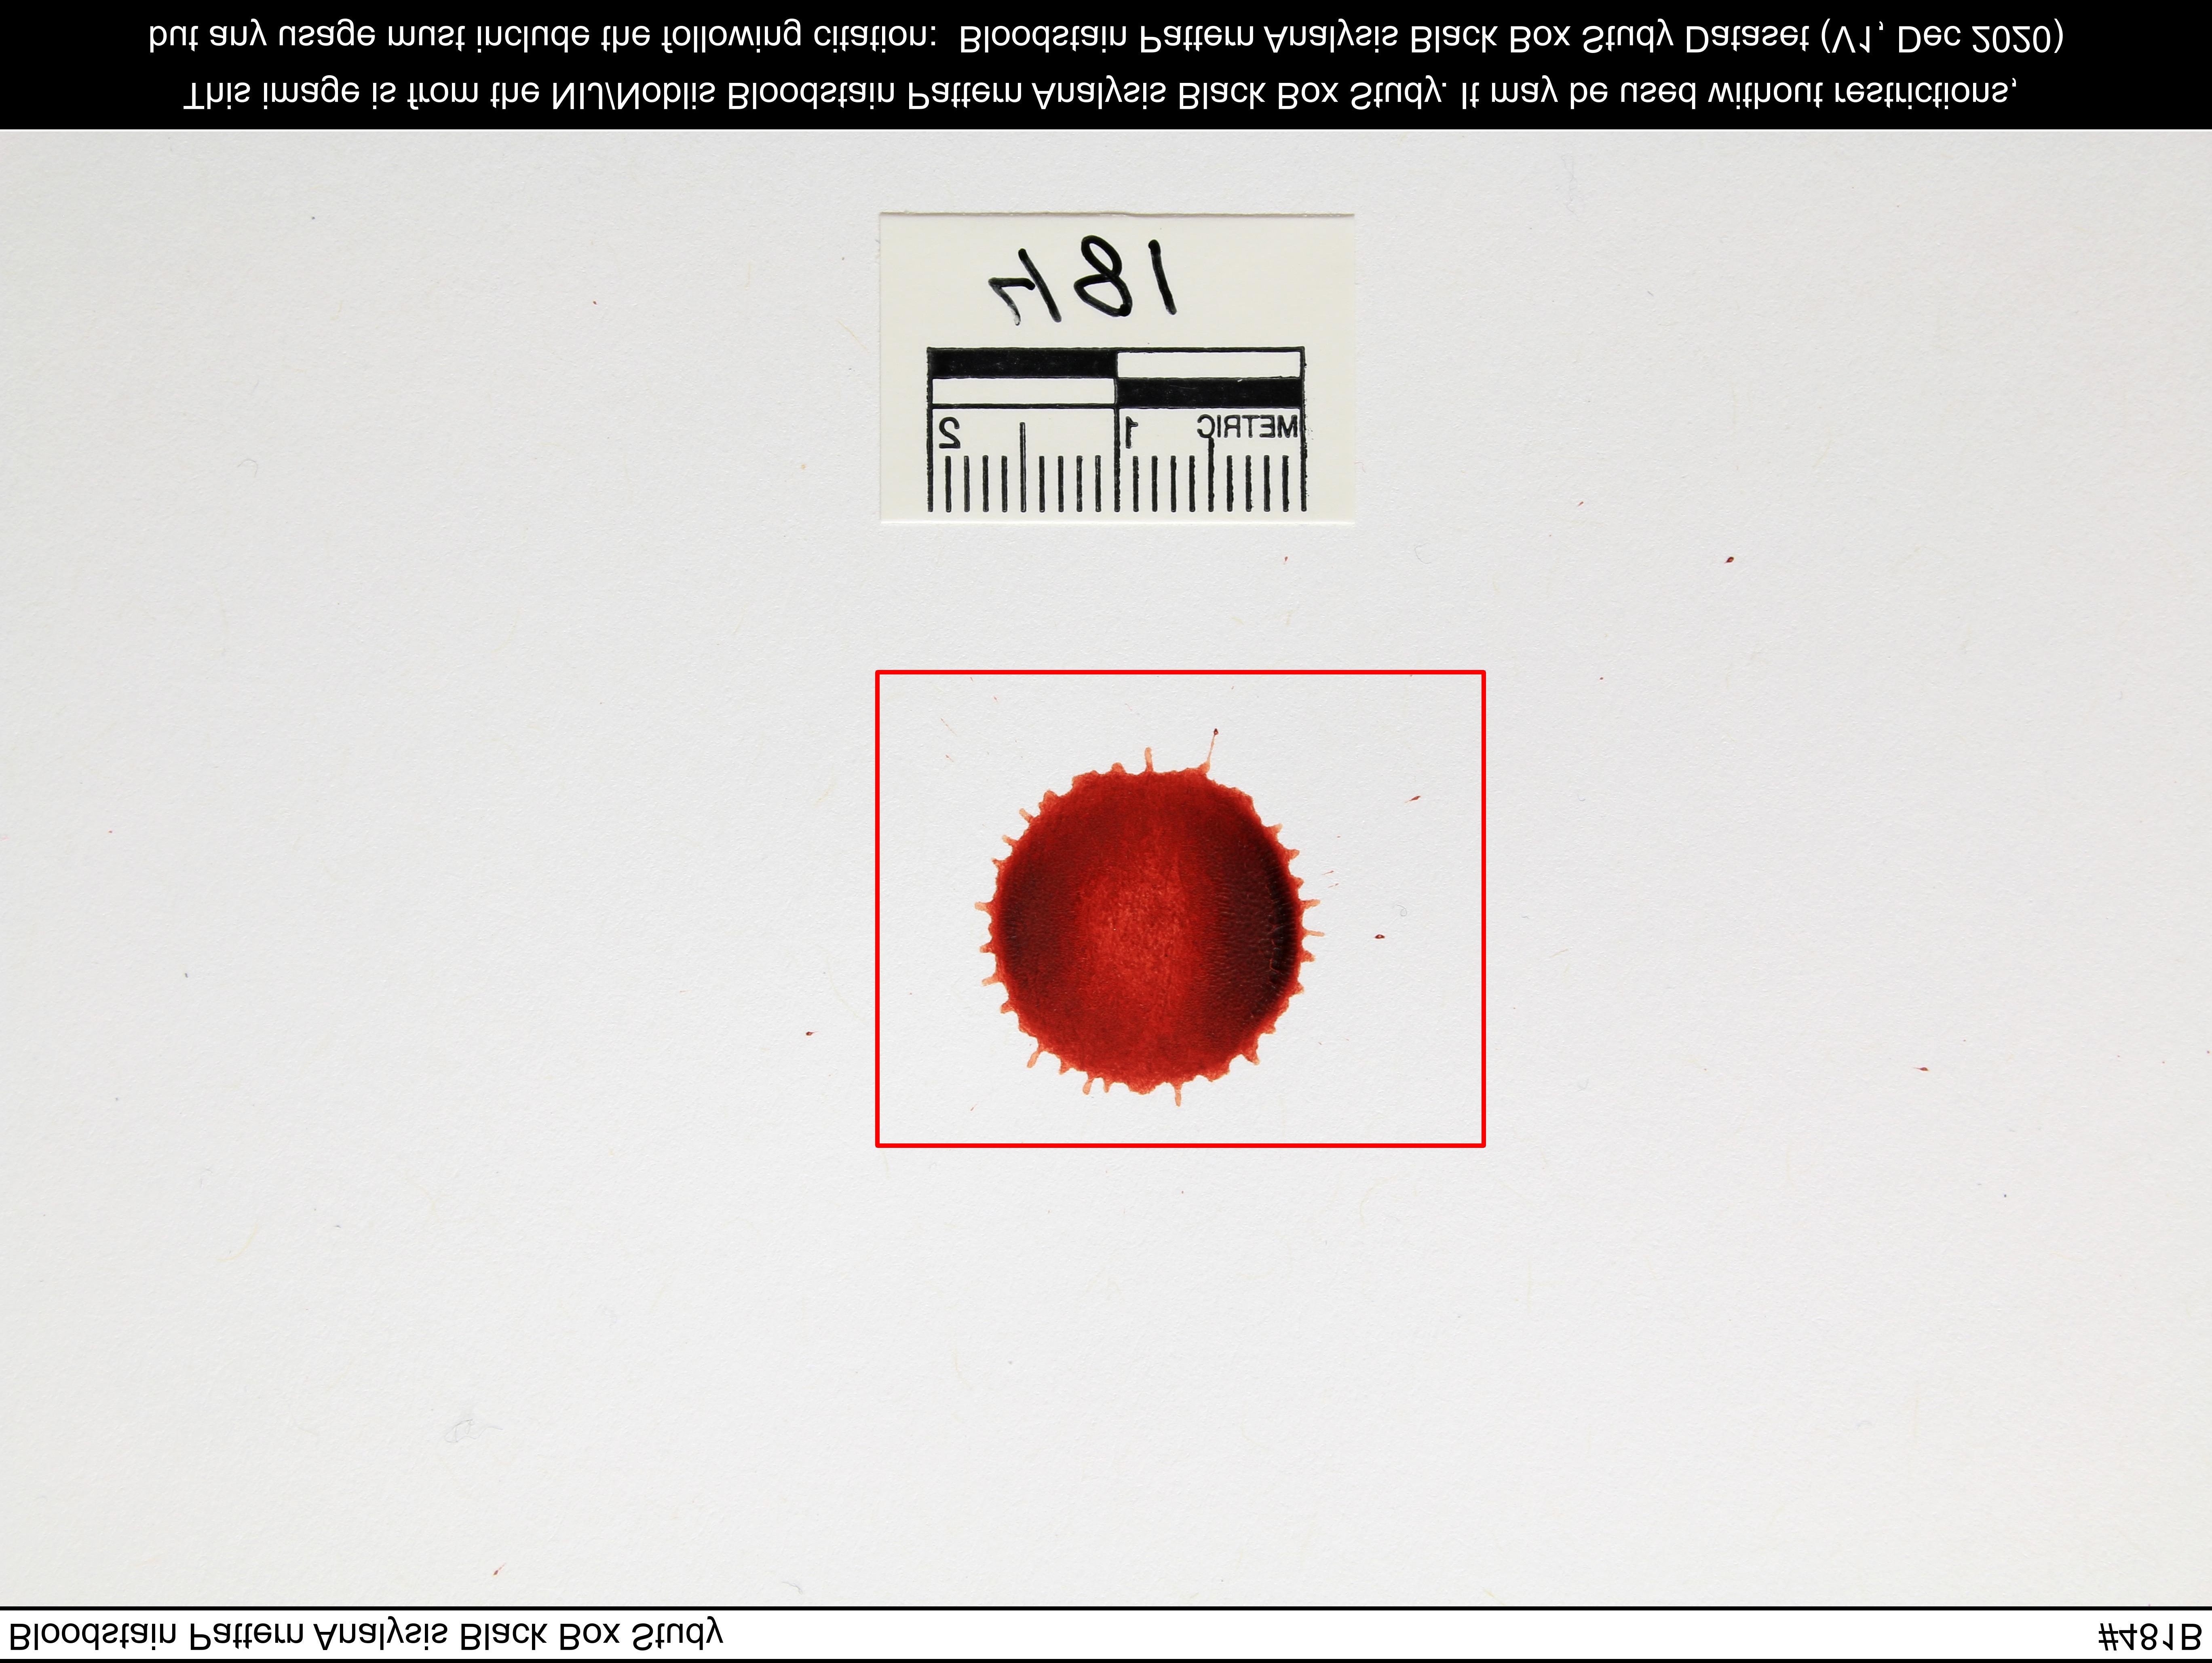 Bloodstain Pattern Analysis Black Box Study #481B
METRIC 1 2
481
This image is from the NIJ/Noblis Bloodstain Pattern Analysis Black Box Study. It may be used without restrictions,
but any usage must include the following citation: Bloodstain Pattern Analysis Black Box Study Dataset (V1, Dec 2020)